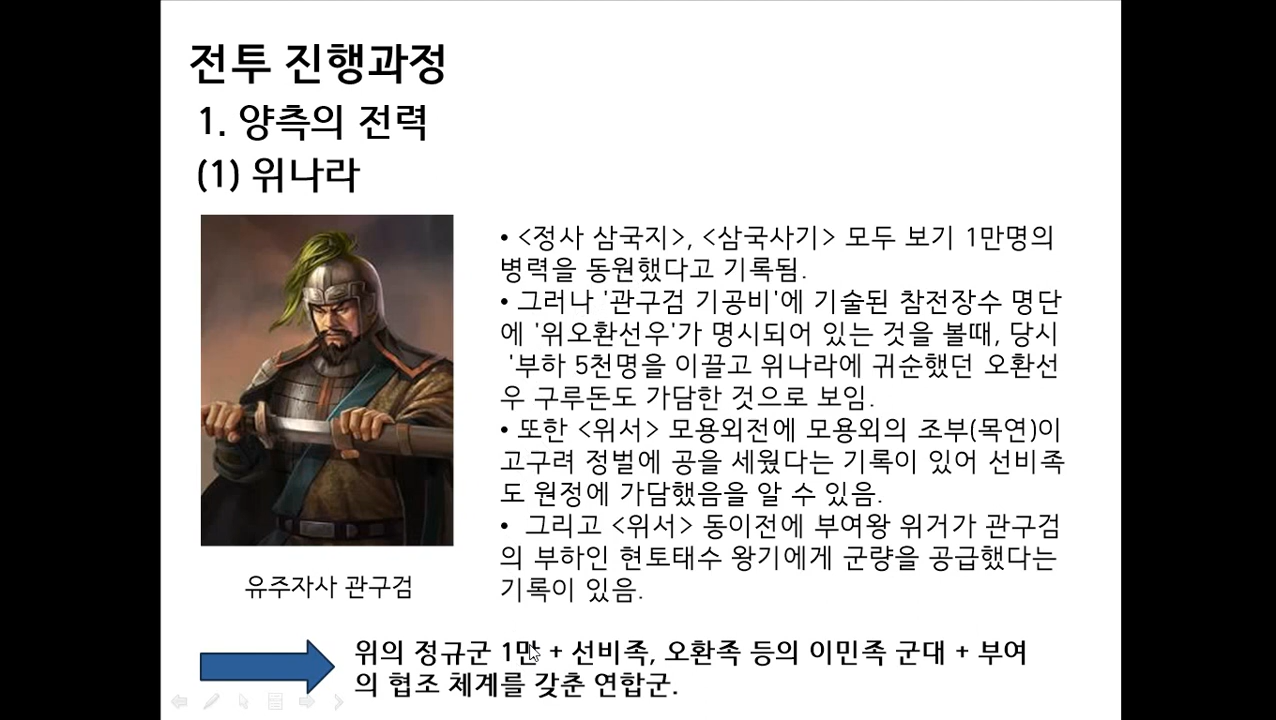 전투 진행과정
1. 양측의 전력
(1) 위나라
• <정사 삼국지>, <삼국사기> 모두 보기 1만명의
병력을 동원했다고 기록됨.
• 그러나 '관구검 기공비'에 기술된 참전장수 명단
에 '위오환선우'가 명시되어 있는 것을 볼때, 당시
'부하 5천명을 이끌고 위나라에 귀순했던 오환선
우 구루돈도 가담한 것으로 보임.
• 또한 <위서> 모용외전에 모용외의 조부(목연)이
고구려 정벌에 공을 세웠다는 기록이 있어 선비족
도 원정에 가담했음을 알 수 있음.
• 그리고 <위서> 동이전에 부여왕 위거가 관구검
의 부하인 현토태수 왕기에게 군량을 공급했다는
기록이 있음.
유주자사 관구검
위의 정규군 1만 + 선비족, 오환족 등의 이민족 군대 + 부여
의 협조 체계를 갖춘 연합군.